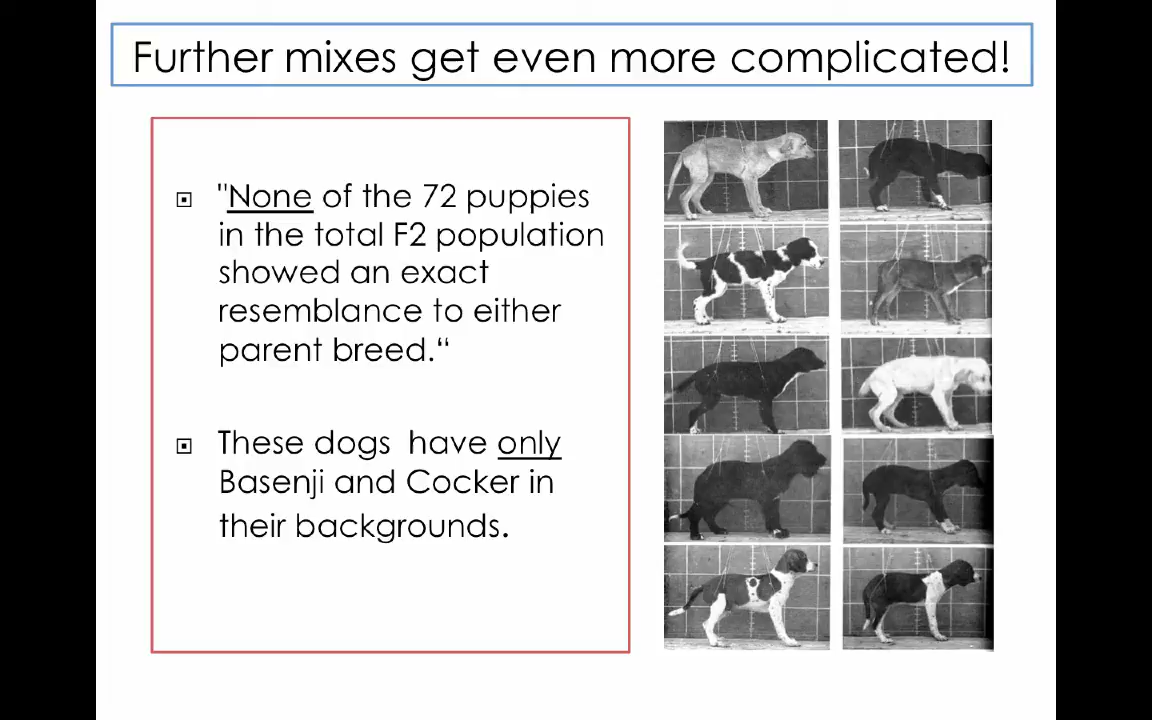 Further mixes get even more complicated!
"None of the 72 puppies
in the total F2 population
showed an exact
resemblance to either
parent breed.“
These dogs  have only
Basenji and Cocker in
their backgrounds.